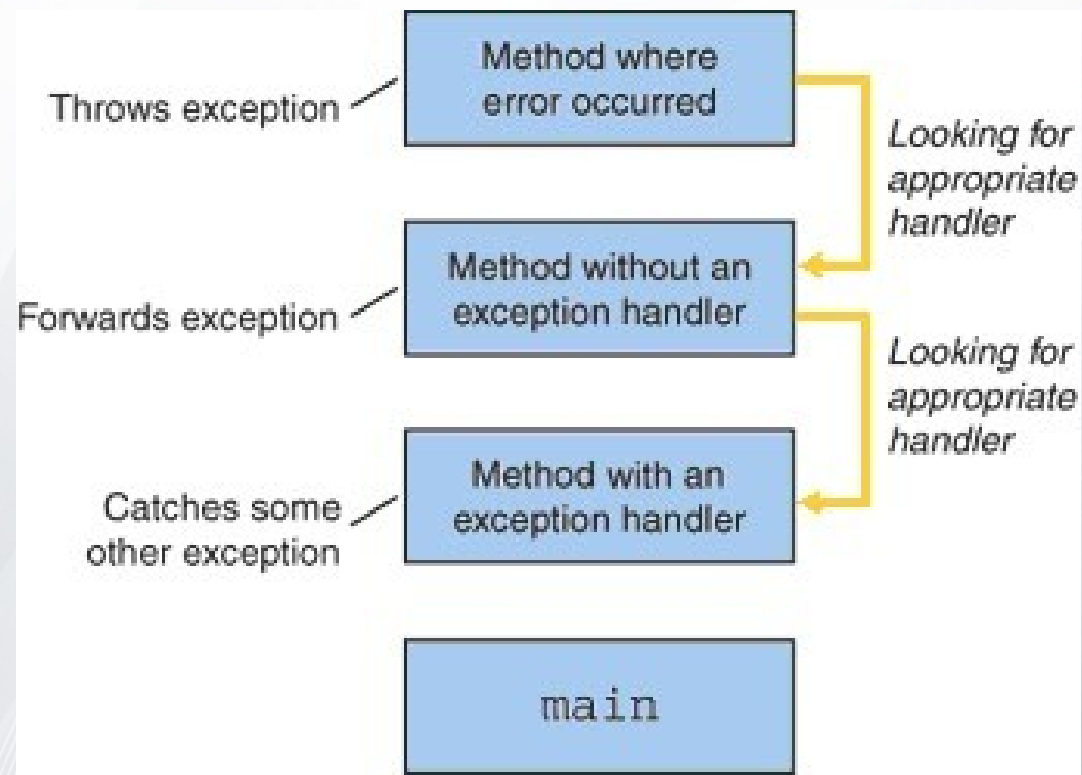 Throws exception
Method where
error occurred
Looking for
appropriate
handler
Forwards exception
Method without an
exception handler
Looking for
appropriate
handler
Catches some
other exception
Method with an
exception handler
main